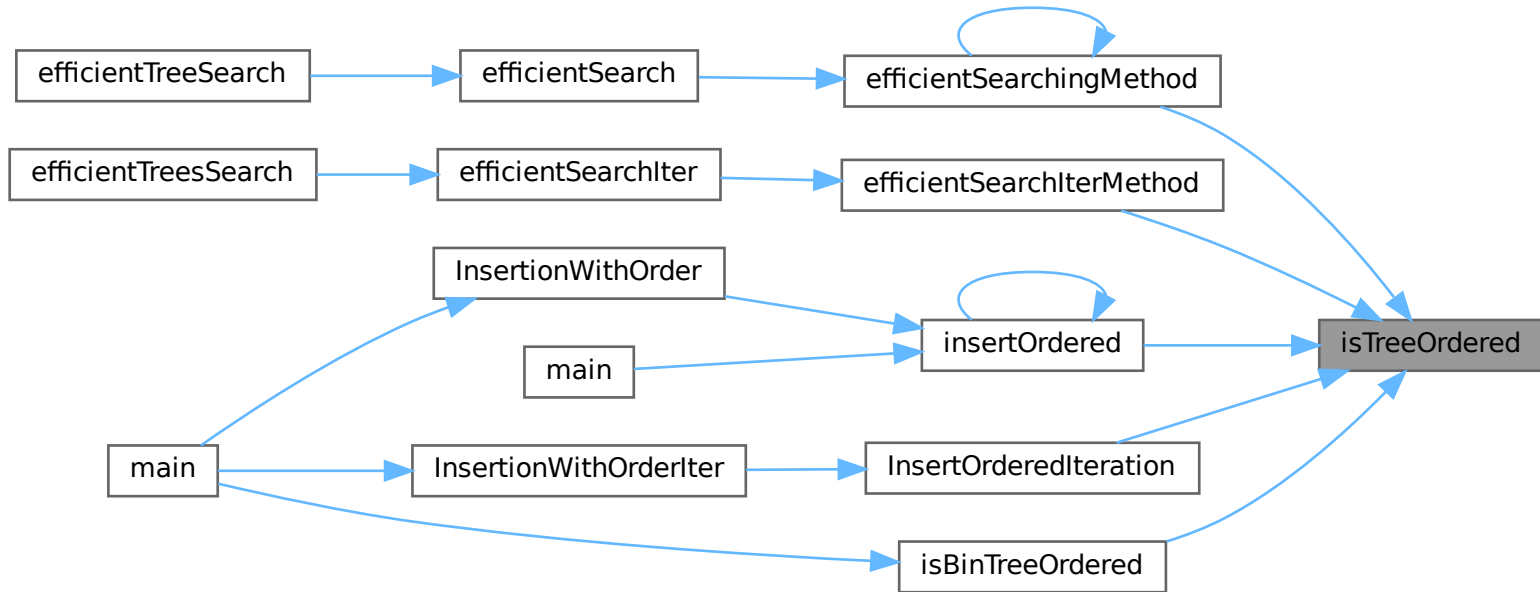 efficientTreeSearch
efficientSearch
efficientSearchingMethod
efficientTreesSearch
efficientSearchIter
efficientSearchIterMethod
InsertionWithOrder
insertOrdered
isTreeOrdered
main
main
InsertionWithOrderIter
InsertOrderedIteration
isBinTreeOrdered